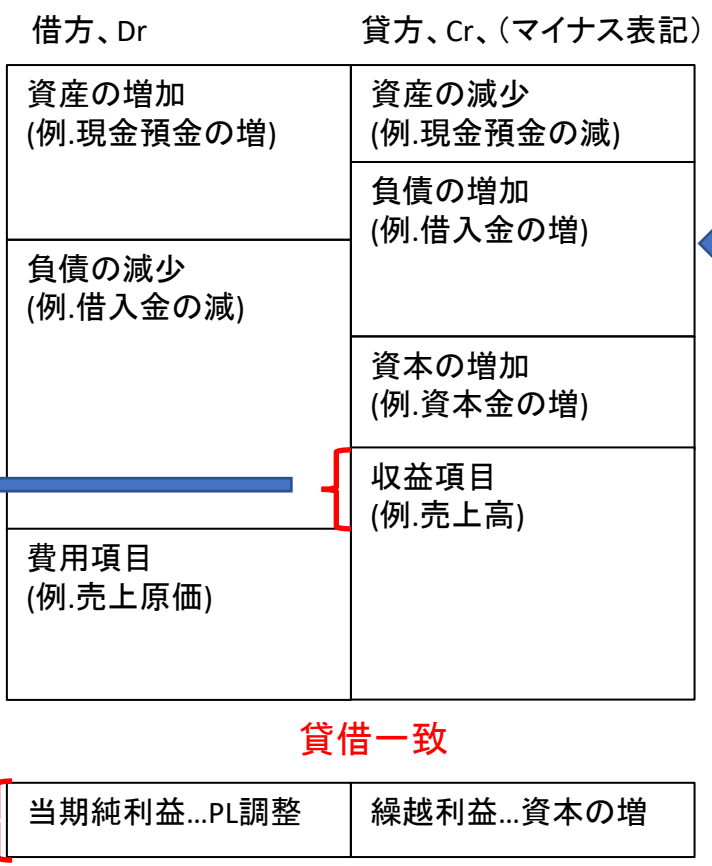 借方、Dr
貸方、Cr、（マイナス表記）
資産の増加
(例.現金預金の増)
資産の減少
(例.現金預金の減)
負債の増加
(例.借入金の増)
負債の減少
(例.借入金の減)
資本の増加
(例.資本金の増)
収益項目
(例.売上高)
費用項目
(例.売上原価)
貸借一致
当期純利益…PL調整
繰越利益…資本の増